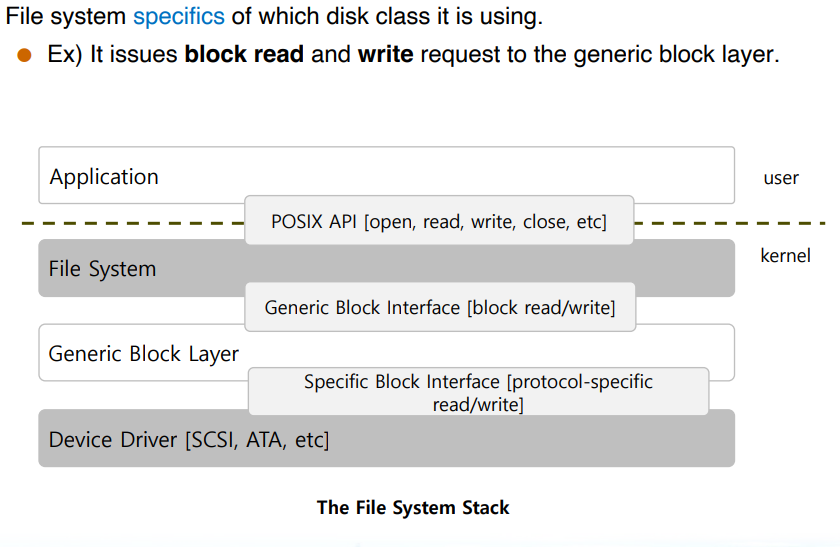 File system specifics of which disk class it is using.
Ex) It issues block read and write request to the generic block layer.
Application
user
POSIX API [open, read, write, close, etc]
File System
kernel
Generic Block Interface [block read/write]
Generic Block Layer
Specific Block Interface [protocol-specific
read/write]
Device Driver [SCSI, ATA, etc]
The File System Stack